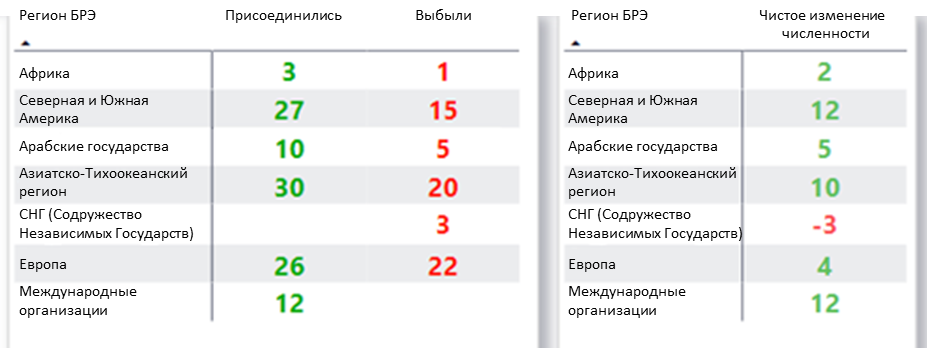 Регион БРЭ Присоединились Выбыли
Африка 3 1
Северная и Южная
Америка 27 15
Арабские государства 10 5
Азиатско-Тихоокеанский
регион 30 20
СНГ (Содружество
Независимых Государств) 3
Европа 26 22
Международные
организации 12
Регион БРЭ Чистое изменение
численности
Африка 2
Северная и Южная
Америка 12
Арабские государства 5
Азиатско-Тихоокеанский
регион 10
СНГ (Содружество
Независимых Государств) -3
Европа 4
Международные
организации 12